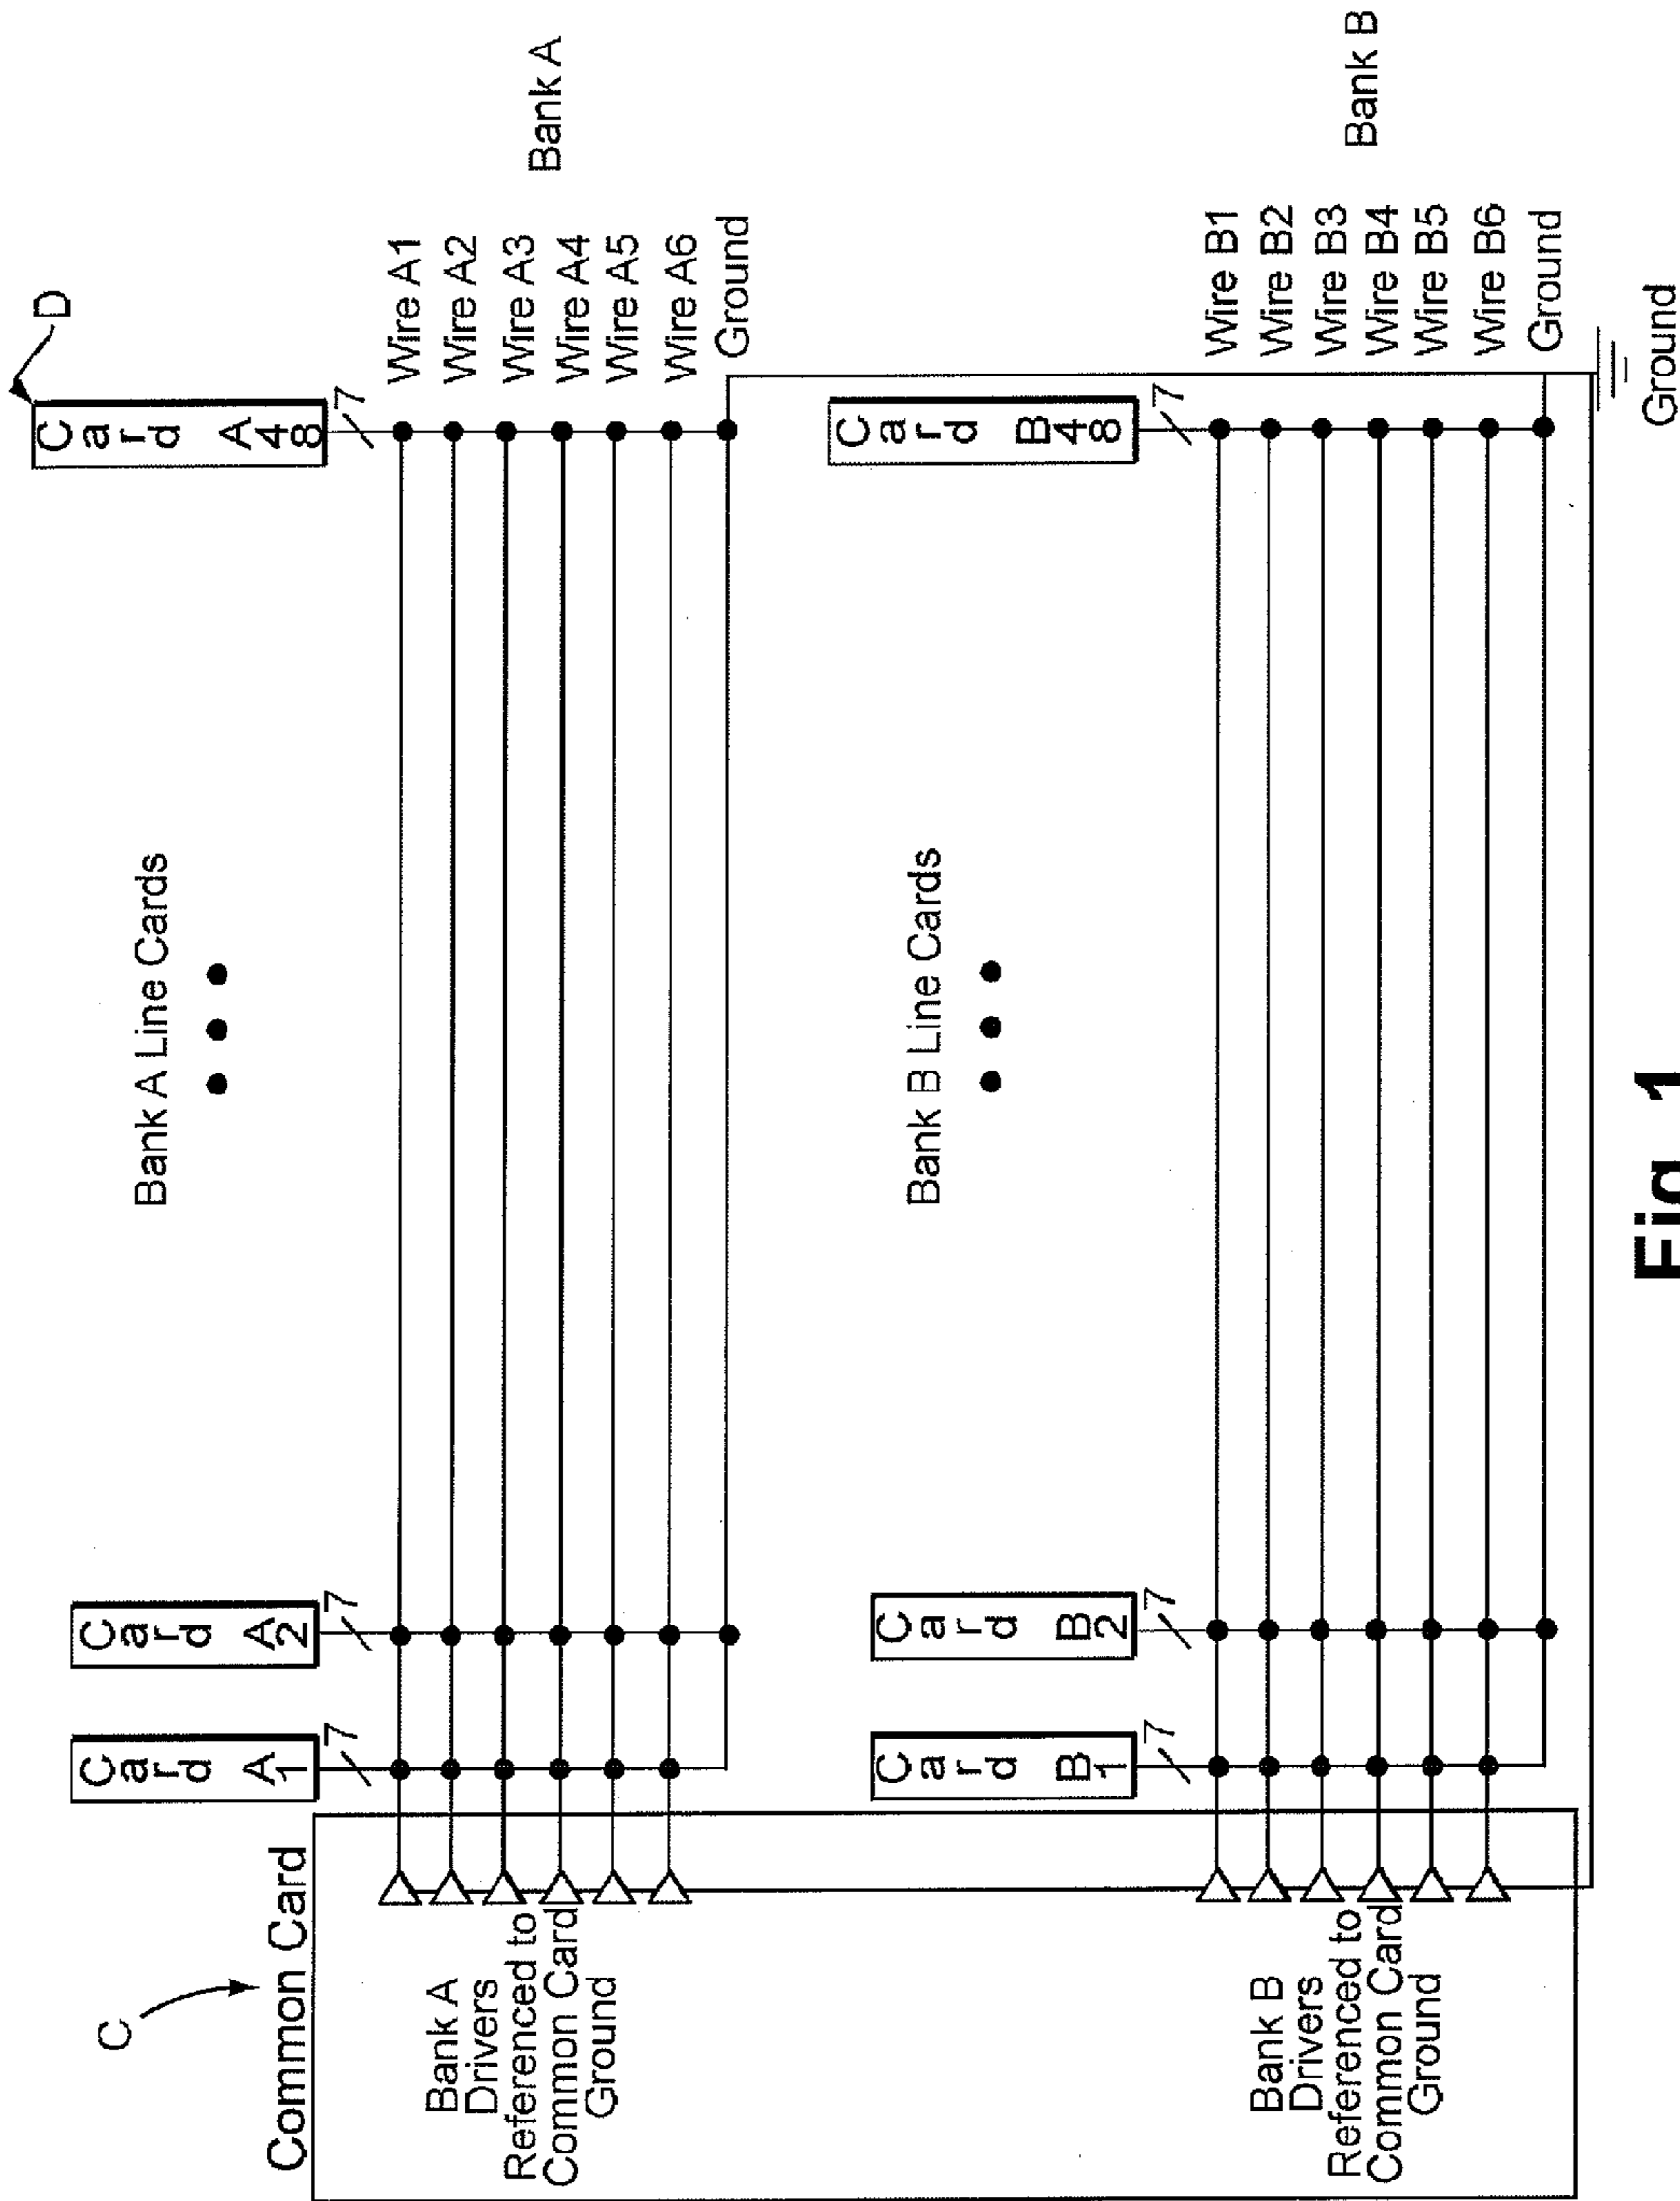 C
Common Card
Bank A
Drivers
Referenced to
Common Card
Ground
Card A1
7
Card A2
7
Bank A Line Cards
Card A48
7
D
Wire A1
Wire A2
Wire A3
Wire A4
Wire A5
Wire A6
Ground
Bank A
Bank B
Drivers
Referenced to
Common Card
Ground
Card B1
7
Card B2
7
Bank B Line Cards
Card B48
7
Wire B1
Wire B2
Wire B3
Wire B4
Wire B5
Wire B6
Ground
Bank B
Ground
Fig. 1